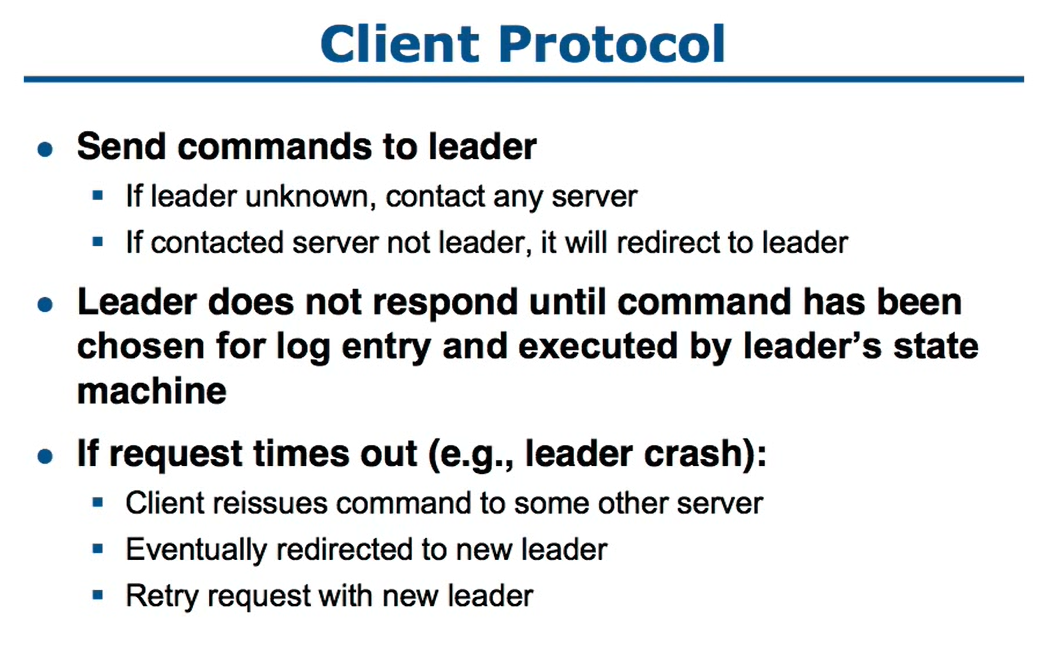 Client Protocol
Send commands to leader
If leader unknown, contact any server
If contacted server not leader, it will redirect to leader
Leader does not respond until command has been
chosen for log entry and executed by leader’s state
machine
If request times out (e.g., leader crash):
Client reissues command to some other server
Eventually redirected to new leader
Retry request with new leader